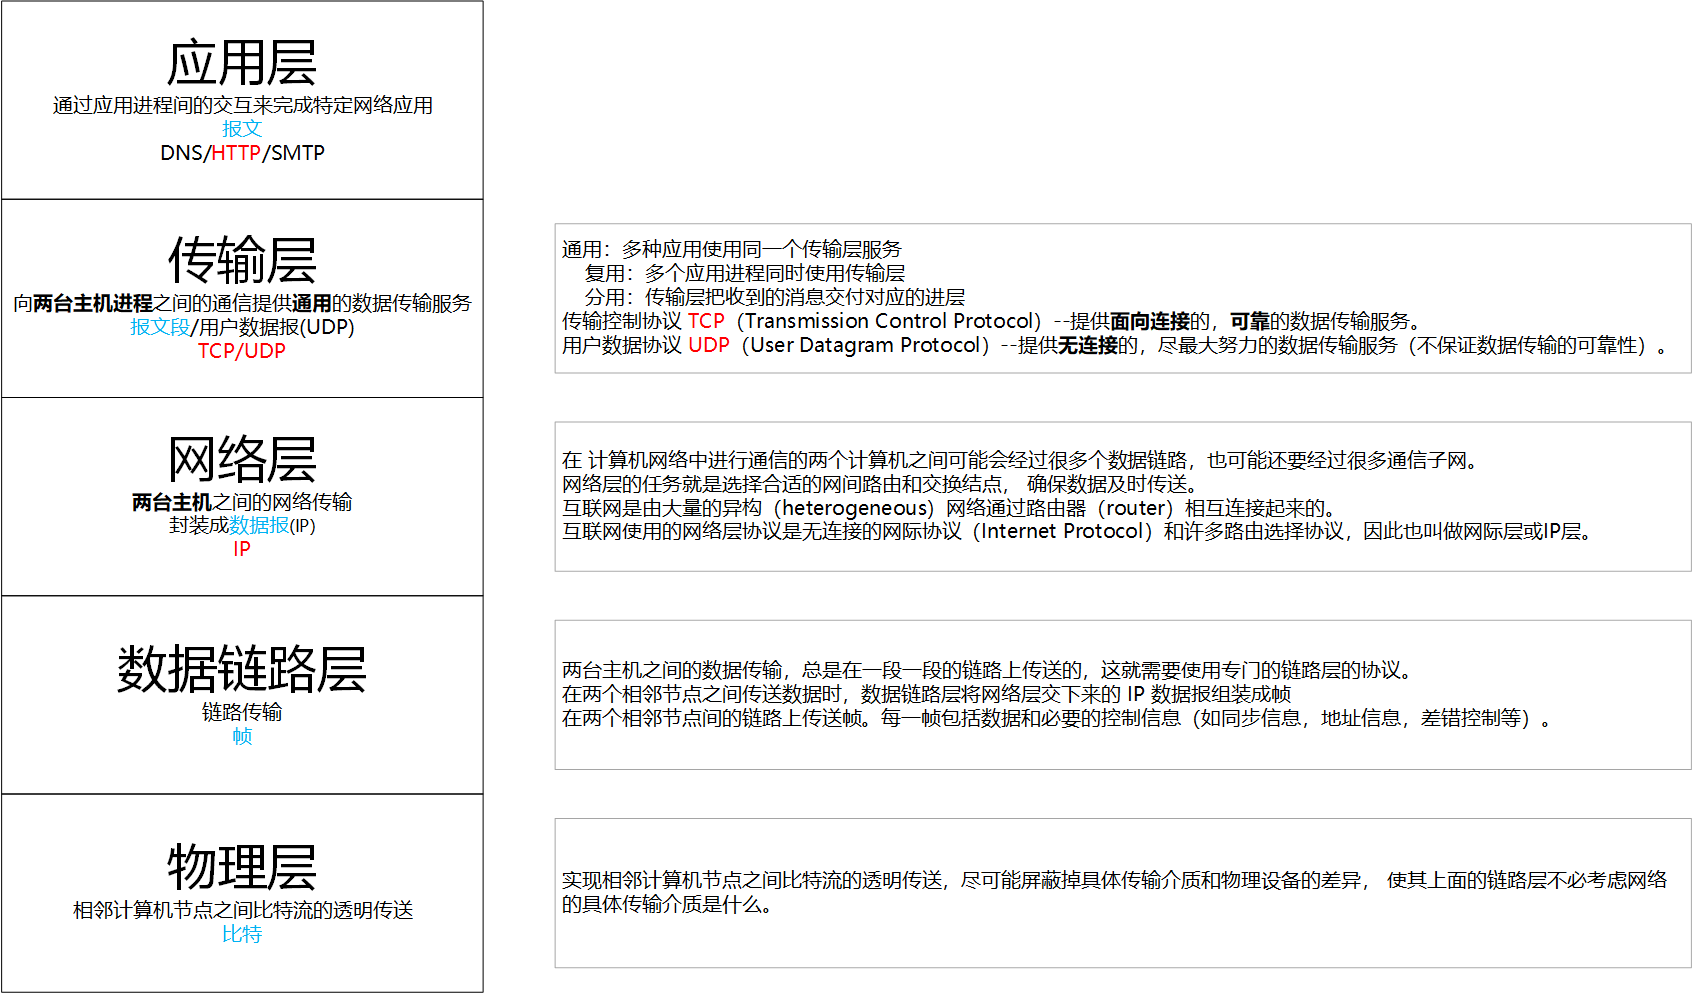 应用层
通过应用进程间的交互来完成特定网络应用
报文
DNS/HTTP/SMTP
传输层
向两台主机进程之间的通信提供通用的数据传输服务
报文段/用户数据报(UDP)
TCP/UDP
通用：多种应用使用同一个传输层服务
复用：多个应用进程同时使用传输层
分用：传输层把收到的消息交付对应的进层
传输控制协议 TCP（Transmission Control Protocol）--提供面向连接的，可靠的数据传输服务。
用户数据协议 UDP（User Datagram Protocol）--提供无连接的，尽最大努力的数据传输服务（不保证数据传输的可靠性）。
网络层
两台主机之间的网络传输
封装成数据报(IP)
IP
在 计算机网络中进行通信的两个计算机之间可能会经过很多个数据链路，也可能还要经过很多通信子网。
网络层的任务就是选择合适的网间路由和交换结点， 确保数据及时传送。
互联网是由大量的异构（heterogeneous）网络通过路由器（router）相互连接起来的。
互联网使用的网络层协议是无连接的网际协议（Internet Protocol）和许多路由选择协议，因此也叫做网际层或IP层。
数据链路层
链路传输
帧
两台主机之间的数据传输，总是在一段一段的链路上传送的，这就需要使用专门的链路层的协议。
在两个相邻节点之间传送数据时，数据链路层将网络层交下来的 IP 数据报组装成帧
在两个相邻节点间的链路上传送帧。每一帧包括数据和必要的控制信息（如同步信息，地址信息，差错控制等）。
物理层
相邻计算机节点之间比特流的透明传送
比特
实现相邻计算机节点之间比特流的透明传送，尽可能屏蔽掉具体传输介质和物理设备的差异， 使其上面的链路层不必考虑网络
的具体传输介质是什么。